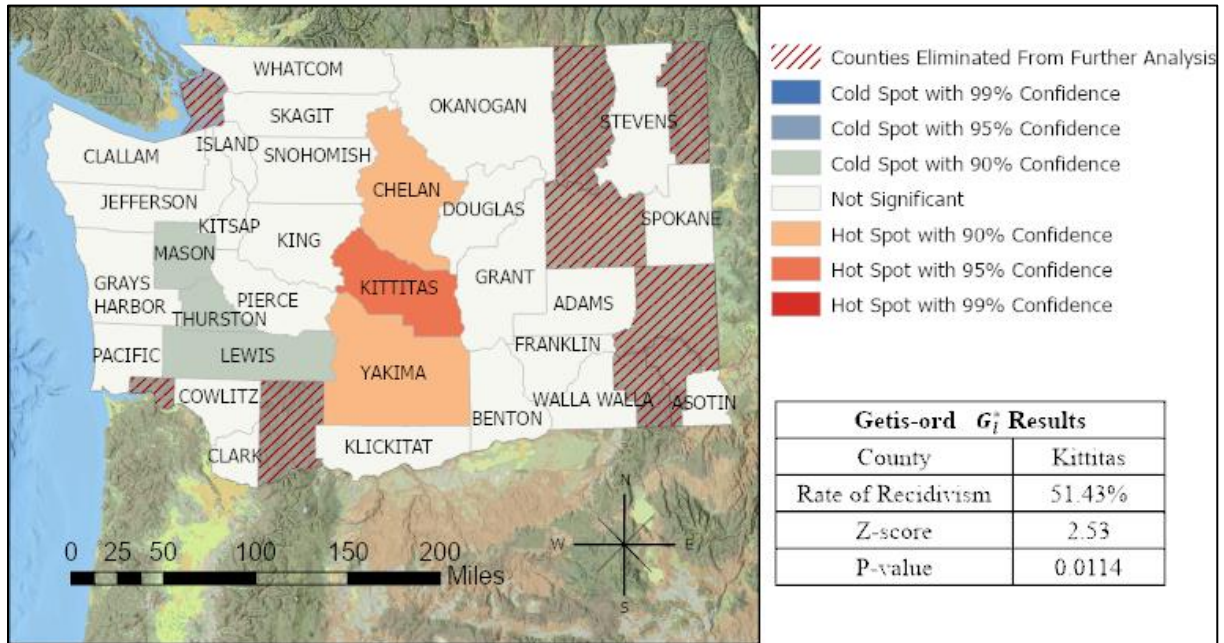 WHATCOM
SKAGIT
OKANOGAN
STEVENS
ISLAND
SNOHOMISH
CLALLAM
CHELAN
JEFFERSON
DOUGLAS
KITSAP
SPOKANE
MASON
KING
GRANT
GRAYS
HARBOR
KITTITAS
PIERCE
ADAMS
THURSTON
PACIFIC
LEWIS
FRANKLIN
YAKIMA
COWLITZ
WALLA WALLA
ASOTIN
BENTON
KLICKITAT
CLARK
0 25 50 100 150 200
Miles
N
W E
S
Counties Eliminated From Further Analysis
Cold Spot with 99% Confidence
Cold Spot with 95% Confidence
Cold Spot with 90% Confidence
Not Significant
Hot Spot with 90% Confidence
Hot Spot with 95% Confidence
Hot Spot with 99% Confidence
Getis-ord G*i Results
County Kittitas
Rate of Recidivism 51.43%
Z-score 2.53
P-value 0.0114